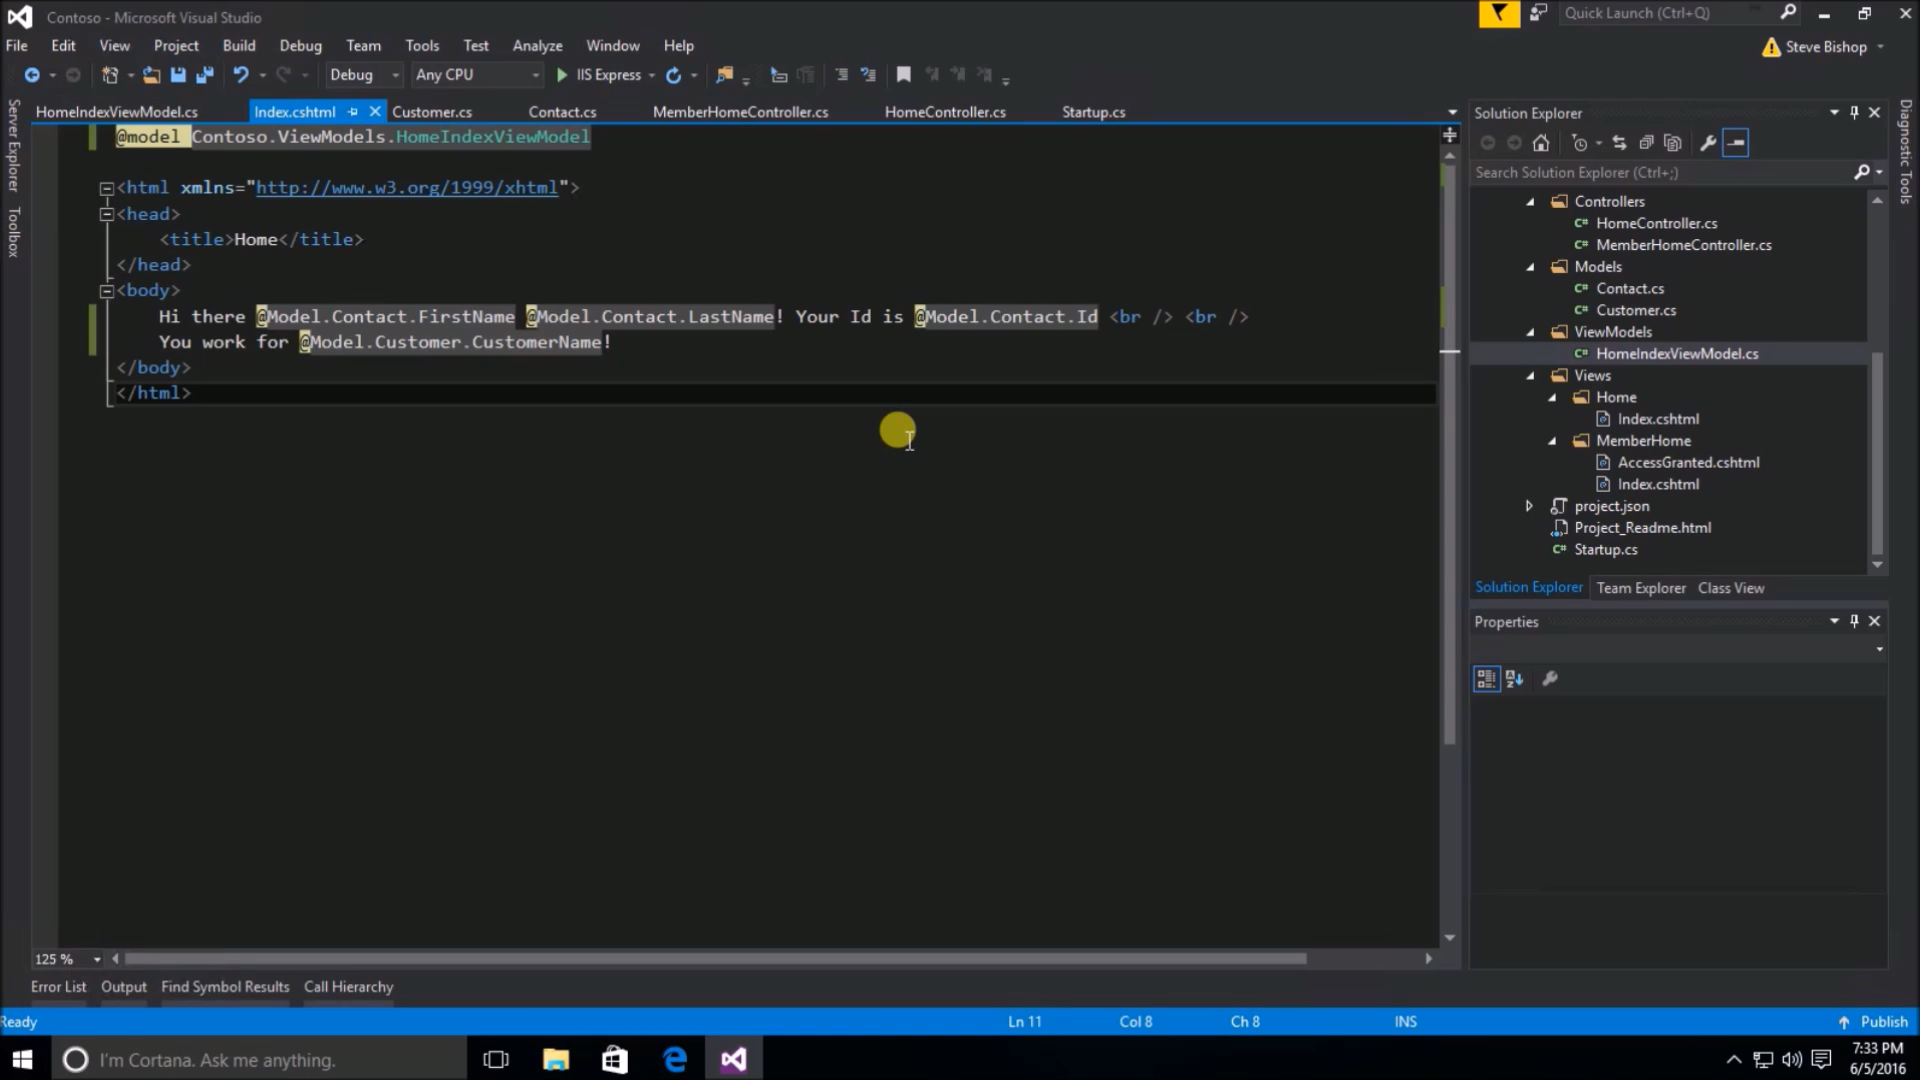 Contoso - Microsoft Visual Studio
Quick Launch (Ctrl+Q)
File Edit View Project Build Debug Team Tools Test Analyze Window Help
Steve Bishop
Debug Any CPU IIS Express
HomeIndexViewModel.cs Index.cshtml Customer.cs Contact.cs MemberHomeController.cs HomeController.cs Startup.cs
Server Explorer
Toolbox
@model Contoso.ViewModels.HomeIndexViewModel
<html xmlns="http://www.w3.org/1999/xhtml">
<head>
<title>Home</title>
</head>
<body>
Hi there @Model.Contact.FirstName @Model.Contact.LastName! Your Id is @Model.Contact.Id <br /> <br />
You work for @Model.Customer.CustomerName!
</body>
</html>
125 %
Solution Explorer
Search Solution Explorer (Ctrl+;)
Controllers
C# HomeController.cs
C# MemberHomeController.cs
Models
C# Contact.cs
C# Customer.cs
ViewModels
C# HomeIndexViewModel.cs
Views
Home
Index.cshtml
MemberHome
AccessGranted.cshtml
Index.cshtml
project.json
Project_Readme.html
C# Startup.cs
Solution Explorer Team Explorer Class View
Properties
Diagnostic Tools
Error List Output Find Symbol Results Call Hierarchy
Ready Ln 11 Col 8 Ch 8 INS Publish
I'm Cortana. Ask me anything.
7:33 PM
6/5/2016